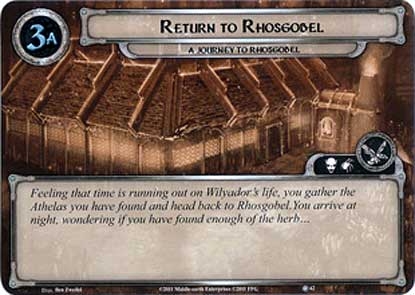 3A
RETURN TO RHOSGOBEL
A JOURNEY TO RHOSGOBEL
Feeling that time is running out on Wilyador's life, you gather the
Athelas you have found and head back to Rhosgobel.You arrive at
night, wondering if you have found enough of the herb…
Illus. Ben Zweifel
©2011 Middle-earth Enterprises ©2011 FFG
42